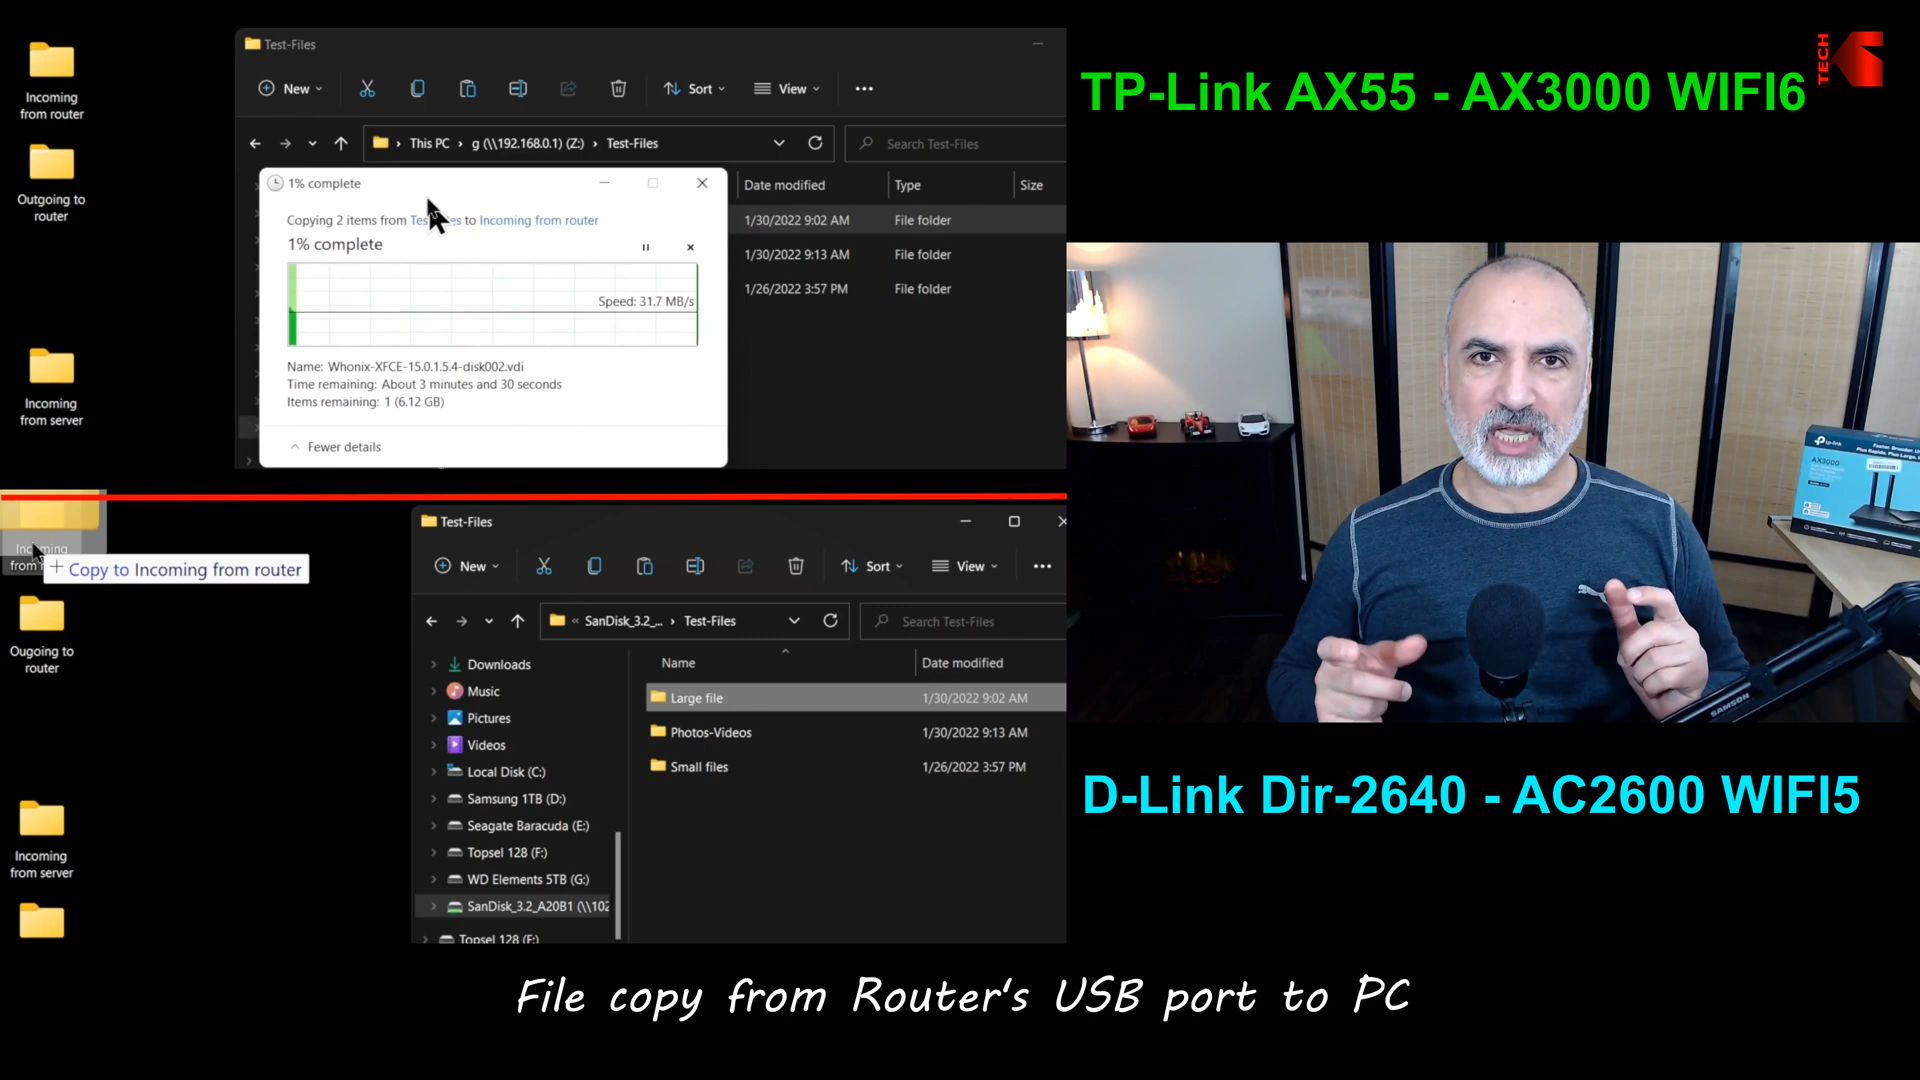 Incoming
from router
Outgoing to
router
Incoming
from server
Test-Files
New
Sort
View
This PC › g (\\192.168.0.1) (Z:) › Test-Files
Search Test-Files
1% complete
Copying 2 items from Test-Files to Incoming from router
1% complete
Speed: 31.7 MB/s
Name: Whonix-XFCE-15.0.1.5.4-disk002.vdi
Time remaining: About 3 minutes and 30 seconds
Items remaining: 1 (6.12 GB)
Fewer details
Date modified
Type
Size
1/30/2022 9:02 AM
File folder
1/30/2022 9:13 AM
File folder
1/26/2022 3:57 PM
File folder
TP-Link AX55 - AX3000 WIFI6
TECH
tp-link
AX3000
SAMSON
Incoming
from
Copy to Incoming from router
Ougoing to
router
Incoming
from server
Test-Files
New
Sort
View
« SanDisk_3.2_... › Test-Files
Search Test-Files
Downloads
Music
Pictures
Videos
Local Disk (C:)
Samsung 1TB (D:)
Seagate Baracuda (E:)
Topsel 128 (F:)
WD Elements 5TB (G:)
SanDisk_3.2_A20B1 (\\102
Topsel 128 (F:)
Name
Date modified
Large file
1/30/2022 9:02 AM
Photos-Videos
1/30/2022 9:13 AM
Small files
1/26/2022 3:57 PM
D-Link Dir-2640 - AC2600 WIFI5
File copy from Router's USB port to PC